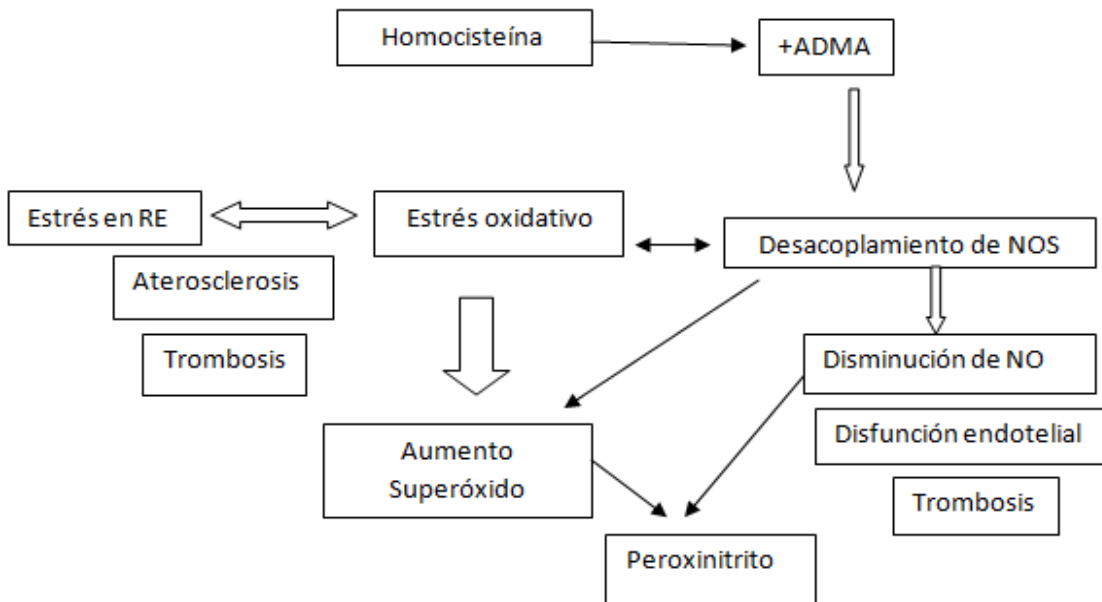 Homocisteína
+ADMA
Estrés en RE
Estrés oxidativo
Desacoplamiento de NOS
Aterosclerosis
Trombosis
Disminución de NO
Disfunción endotelial
Aumento
Superóxido
Trombosis
Peroxinitrito